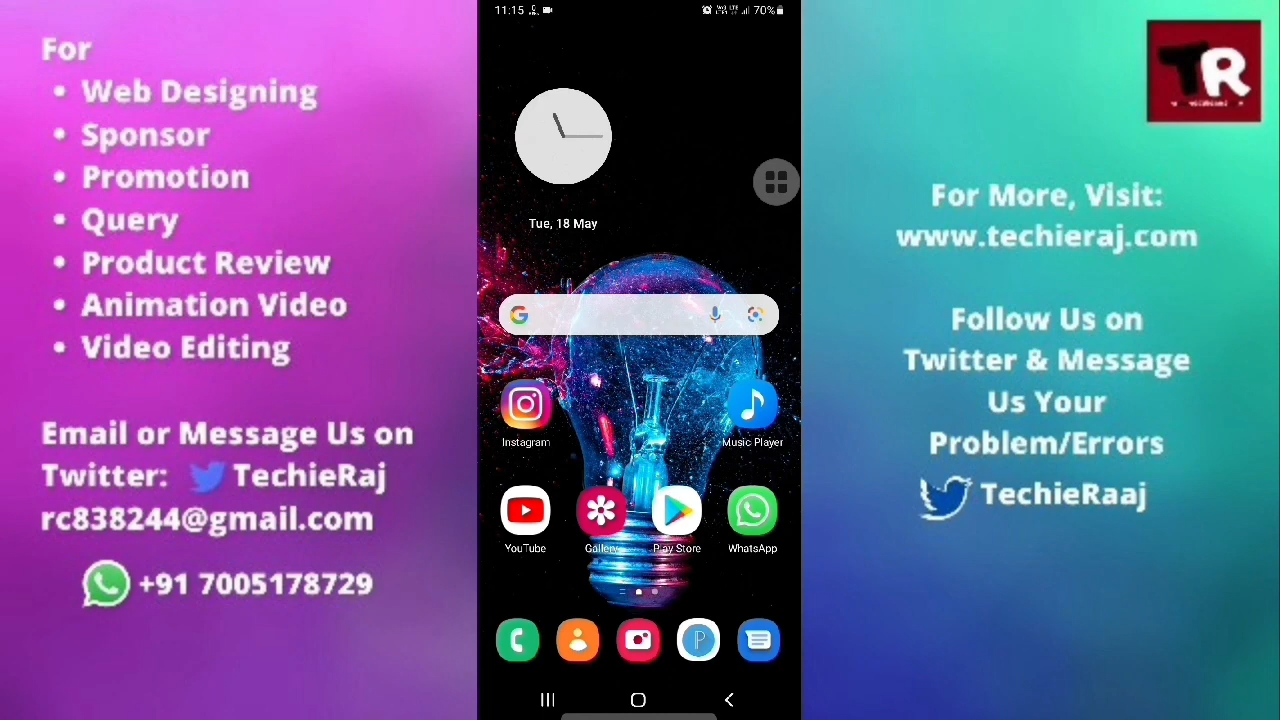 For
• Web Designing
• Sponsor
• Promotion
• Query
• Product Review
• Animation Video
• Video Editing
Email or Message Us on
Twitter: TechieRaj
rc838244@gmail.com
+91 7005178729
11:15
70%
Tue, 18 May
Instagram
Music Player
YouTube
Gallery
Play Store
WhatsApp
TR
For More, Visit:
www.techieraj.com
Follow Us on
Twitter & Message
Us Your
Problem/Errors
TechieRaaj